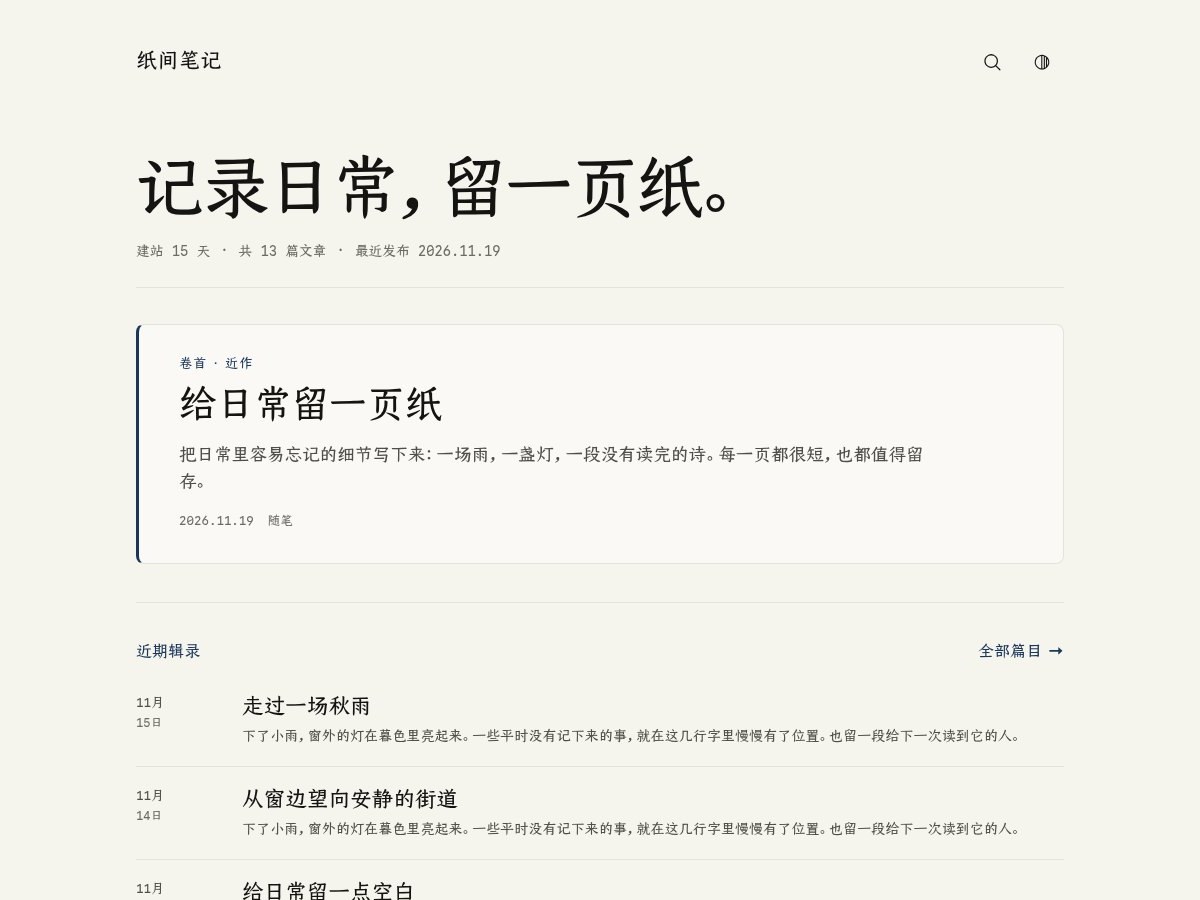 纸间笔记
记录日常，留一页纸。
建站 15 天 · 共 13 篇文章 · 最近发布 2026.11.19
卷首 · 近作
给日常留一页纸
把日常里容易忘记的细节写下来：一场雨，一盏灯，一段没有读完的诗。每一页都很短，也都值得留
存。
2026.11.19 随笔
近期辑录
全部篇目 →
11月
15日
走过一场秋雨
下了小雨，窗外的灯在暮色里亮起来。一些平时没有记下来的事，就在这几行字里慢慢有了位置。也留一段给下一次读到它的人。
11月
14日
从窗边望向安静的街道
下了小雨，窗外的灯在暮色里亮起来。一些平时没有记下来的事，就在这几行字里慢慢有了位置。也留一段给下一次读到它的人。
11月
给日常留一点空白